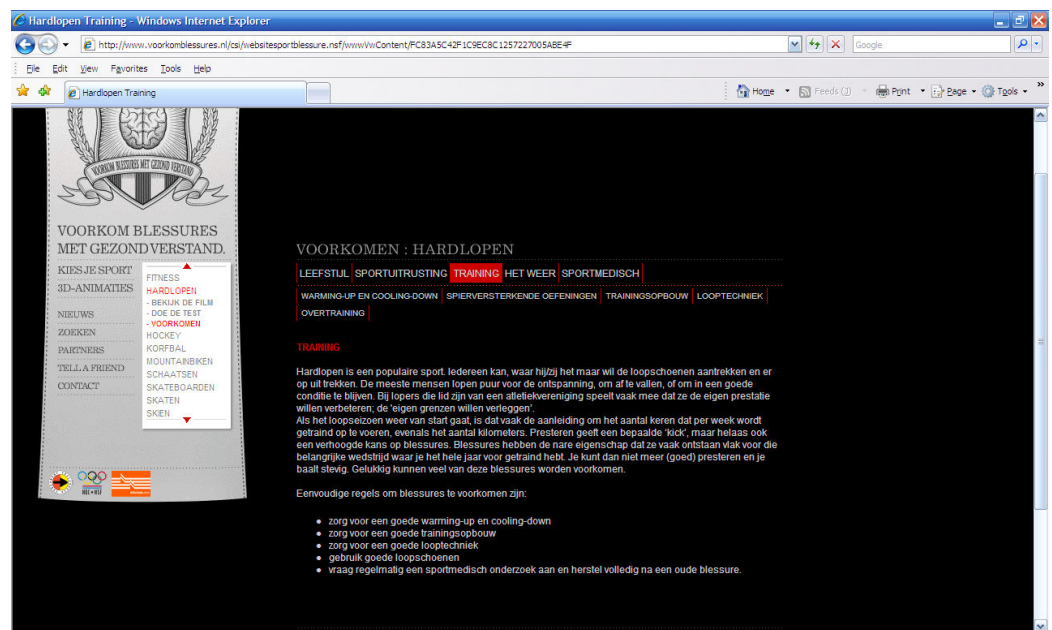 Hardlopen Training - Windows Internet Explorer
http://www.voorkomblessures.nl/csi/websitesportblessure.nsf/wwwVwContent/FC83A5C42F1C9EC8C1257227005ABE4F
Google
File Edit View Favorites Tools Help
Hardlopen Training
Home Feeds (J) Print Page Tools »
VOORKOM BLESSURES MET GEZOND VERSTAND
VOORKOM BLESSURES
MET GEZOND VERSTAND.
KIES JE SPORT
3D-ANIMATIES
NIEUWS
ZOEKEN
PARTNERS
TELL A FRIEND
CONTACT
FITNESS
HARDLOPEN
- BEKIJK DE FILM
- DOE DE TEST
- VOORKOMEN
HOCKEY
KORFBAL
MOUNTAINBIKEN
SCHAATSEN
SKATEBOARDEN
SKATEN
SKIEN
NOC*NSF
VOORKOMEN : HARDLOPEN
LEEFSTIJL SPORTUITRUSTING TRAINING HET WEER SPORTMEDISCH
WARMING-UP EN COOLING-DOWN SPIERVERSTERKENDE OEFENINGEN TRAININGSOPBOUW LOOPTECHNIEK
OVERTRAINING
TRAINING
Hardlopen is een populaire sport. Iedereen kan, waar hij/zij het maar wil de loopschoenen aantrekken en er
op uit trekken. De meeste mensen lopen puur voor de ontspanning, om af te vallen, of om in een goede
conditie te blijven. Bij lopers die lid zijn van een atletiekvereniging speelt vaak mee dat ze de eigen prestatie
willen verbeteren; de 'eigen grenzen willen verleggen'.
Als het loopseizoen weer van start gaat, is dat vaak de aanleiding om het aantal keren dat per week wordt
getraind op te voeren, evenals het aantal kilometers. Presteren geeft een bepaalde 'kick', maar helaas ook
een verhoogde kans op blessures. Blessures hebben de nare eigenschap dat ze vaak ontstaan vlak voor die
belangrijke wedstrijd waar je het hele jaar voor getraind hebt. Je kunt dan niet meer (goed) presteren en je
baalt stevig. Gelukkig kunnen veel van deze blessures worden voorkomen.
Eenvoudige regels om blessures te voorkomen zijn:
• zorg voor een goede warming-up en cooling-down
• zorg voor een goede trainingsopbouw
• zorg voor een goede looptechniek
• gebruik goede loopschoenen
• vraag regelmatig een sportmedisch onderzoek aan en herstel volledig na een oude blessure.